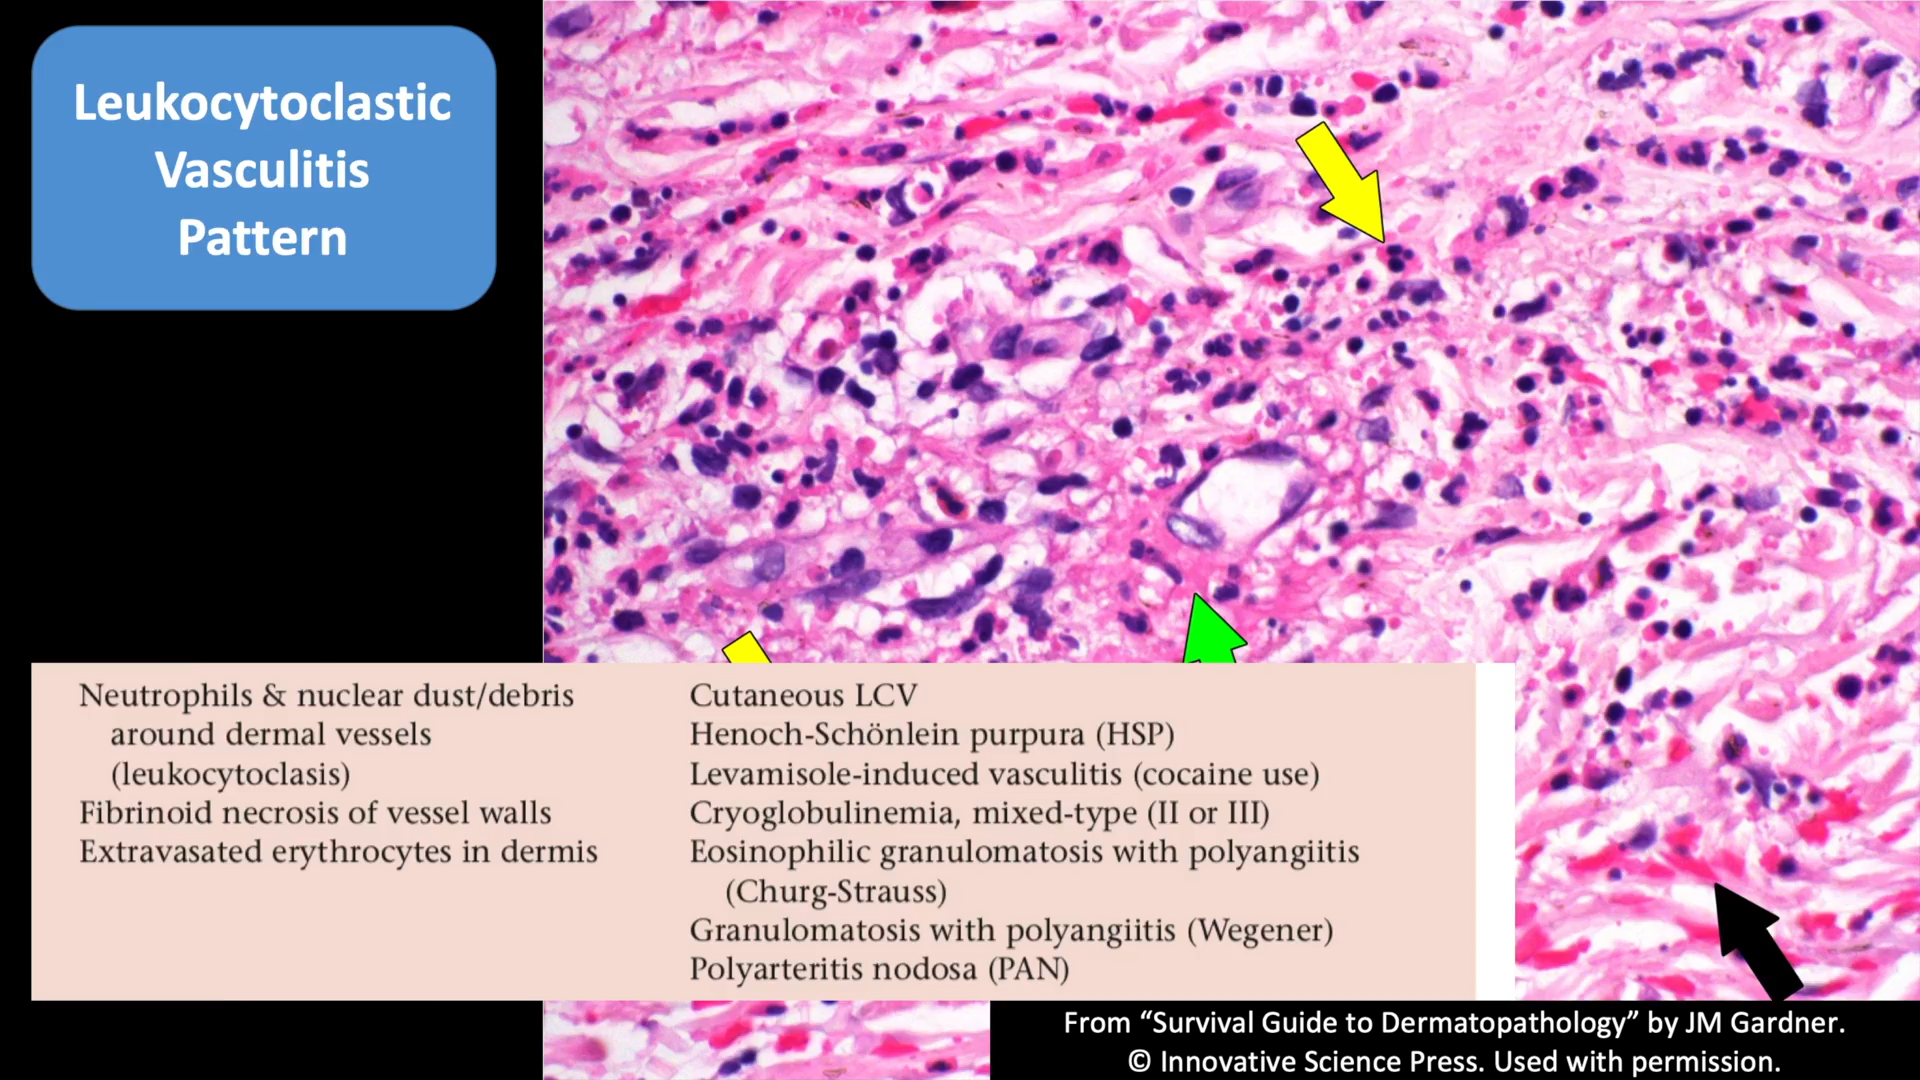 Leukocytoclastic
Vasculitis
Pattern
Neutrophils & nuclear dust/debris
around dermal vessels
(leukocytoclasis)
Fibrinoid necrosis of vessel walls
Extravasated erythrocytes in dermis
Cutaneous LCV
Henoch-Schönlein purpura (HSP)
Levamisole-induced vasculitis (cocaine use)
Cryoglobulinemia, mixed-type (II or III)
Eosinophilic granulomatosis with polyangiitis
(Churg-Strauss)
Granulomatosis with polyangiitis (Wegener)
Polyarteritis nodosa (PAN)
From “Survival Guide to Dermatopathology” by JM Gardner.
© Innovative Science Press. Used with permission.